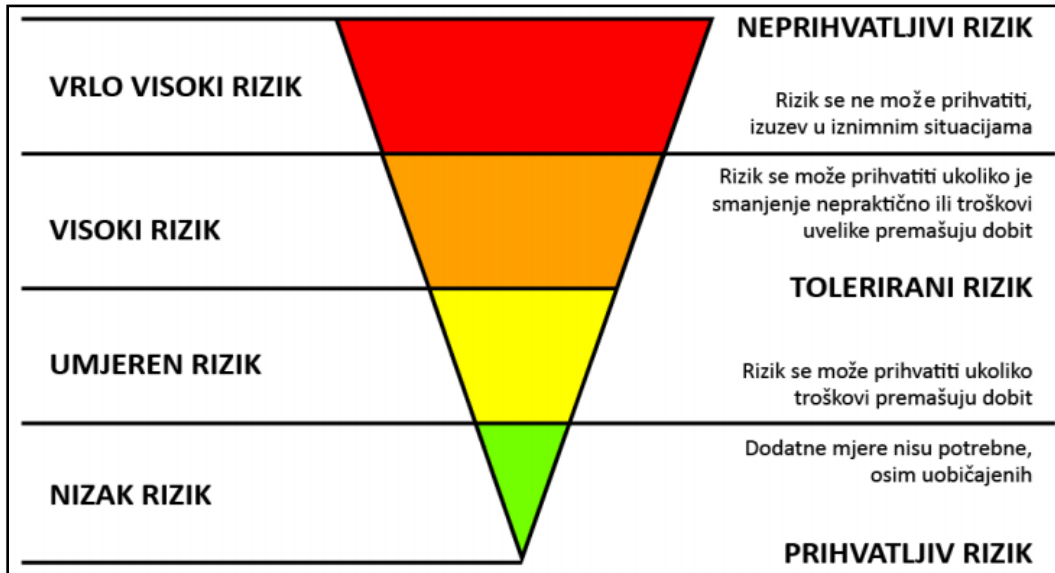 NEPRIHVATLJIVI RIZIK
VRLO VISOKI RIZIK
Rizik se ne može prihvatiti,
izuzev u iznimnim situacijama
Rizik se može prihvatiti ukoliko je
smanjenje nepraktično ili troškovi
uvelike premašuju dobit
VISOKI RIZIK
TOLERIRANI RIZIK
UMJEREN RIZIK
Rizik se može prihvatiti ukoliko
troškovi premašuju dobit
Dodatne mjere nisu potrebne,
osim uobičajenih
NIZAK RIZIK
PRIHVATLJIV RIZIK